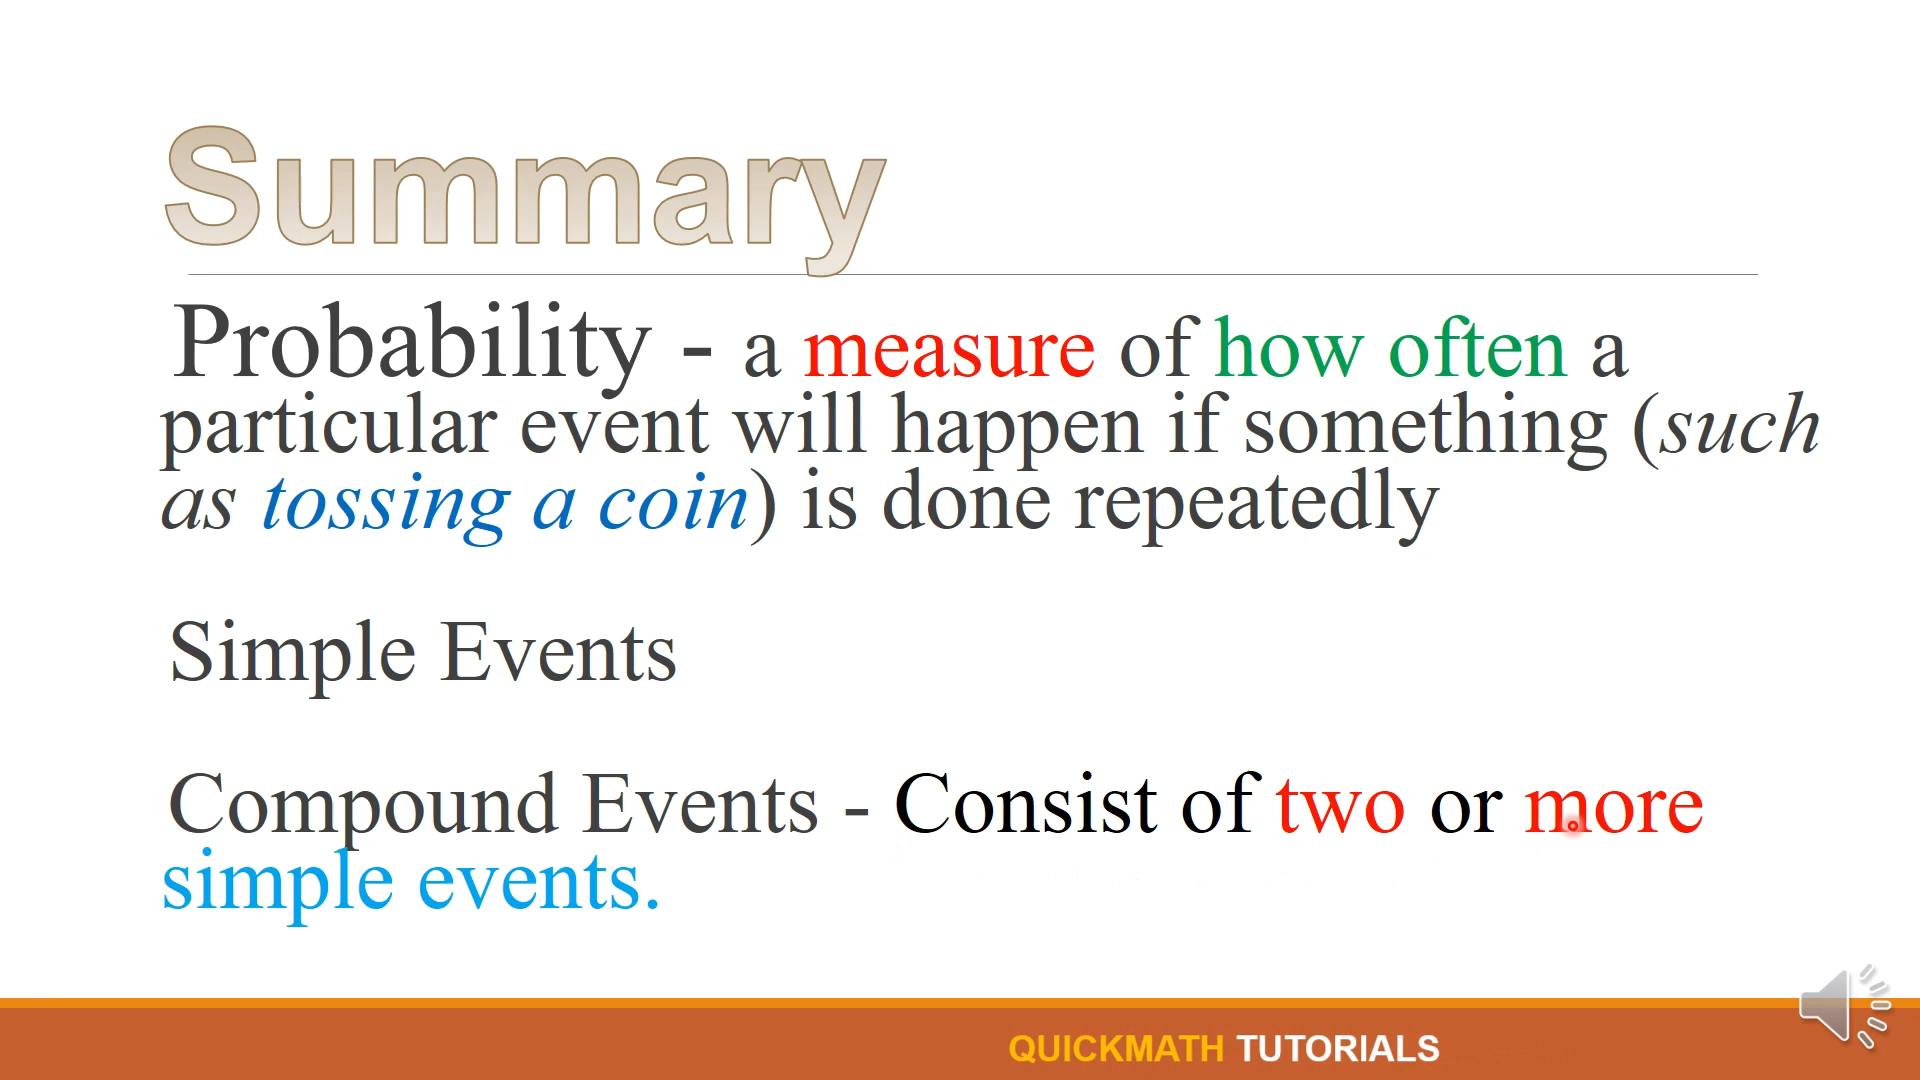 Summary
Probability - a measure of how often a
particular event will happen if something (such
as tossing a coin) is done repeatedly
Simple Events
Compound Events - Consist of two or more
simple events.
QUICKMATH TUTORIALS